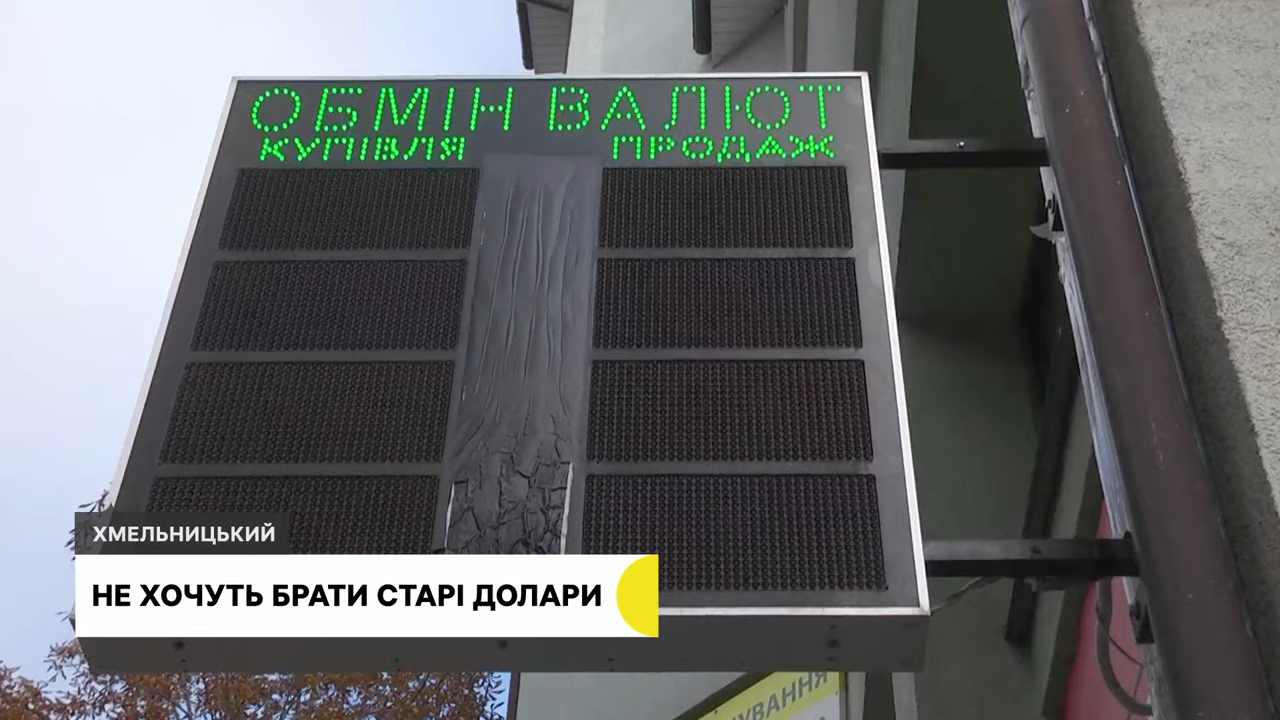 ОБМІН ВАЛЮТ
КУПІВЛЯ ПРОДАЖ
ХМЕЛЬНИЦЬКИЙ
НЕ ХОЧУТЬ БРАТИ СТАРІ ДОЛАРИ